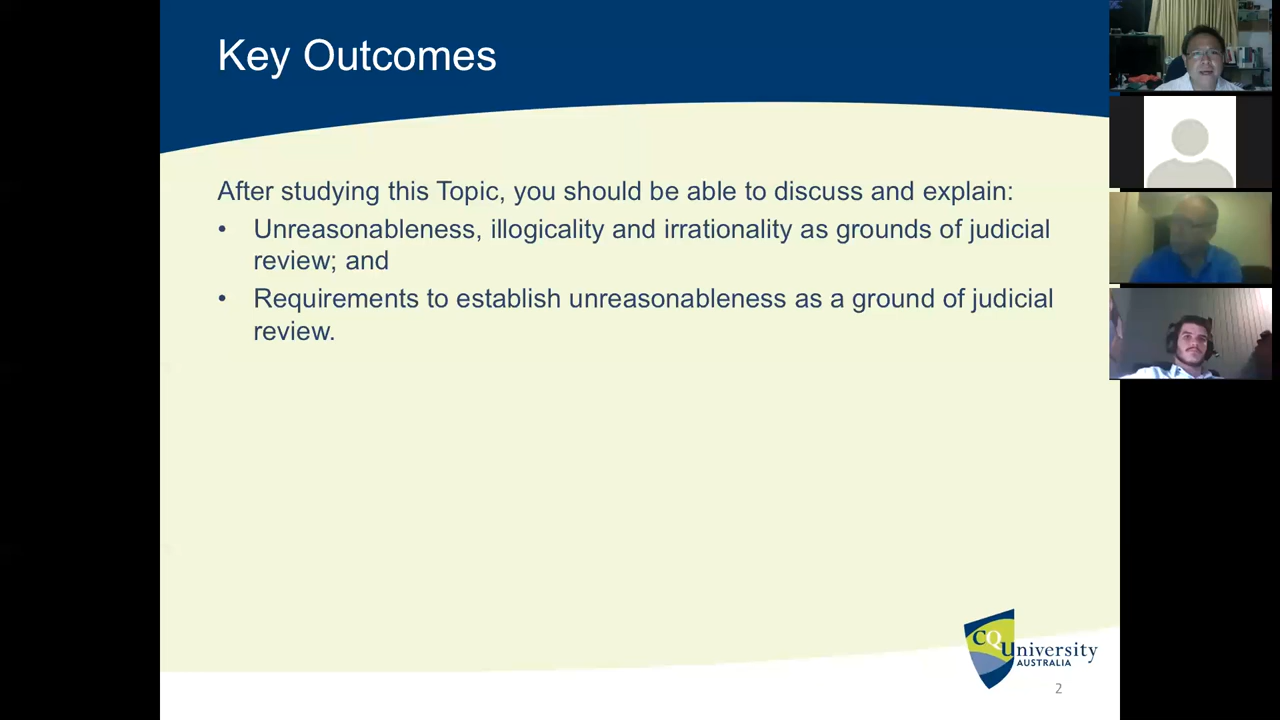 Key Outcomes
After studying this Topic, you should be able to discuss and explain:
• Unreasonableness, illogicality and irrationality as grounds of judicial
review; and
• Requirements to establish unreasonableness as a ground of judicial
review.
CQUniversity
AUSTRALIA
2